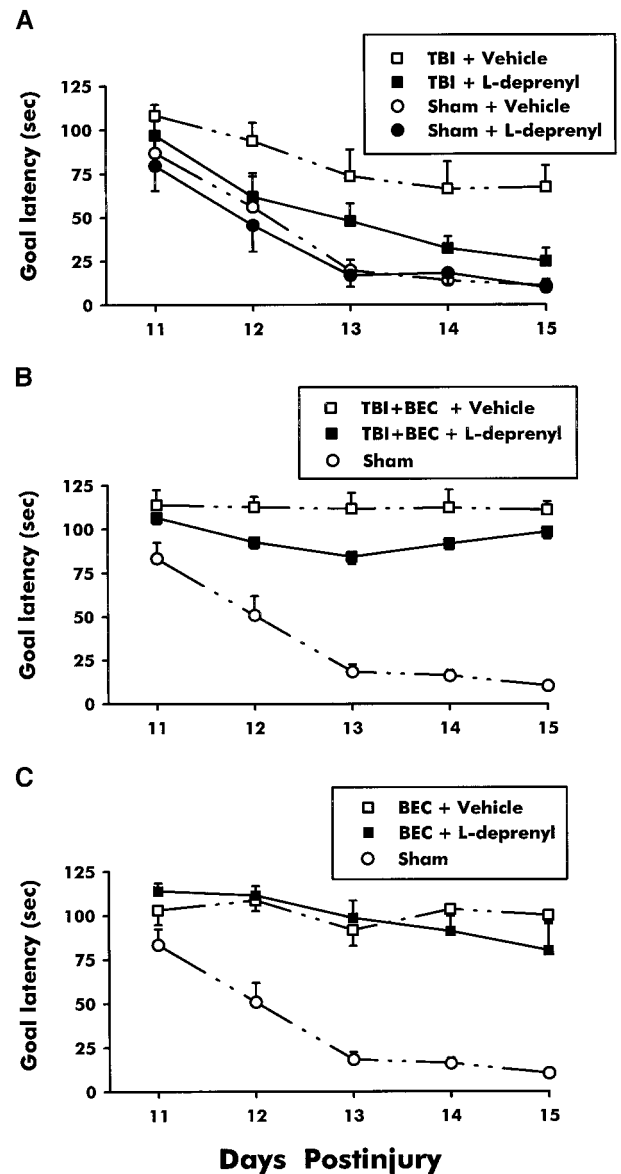 A
TBI + Vehicle
TBI + L-deprenyl
Sham + Vehicle
Sham + L-deprenyl
Goal latency (sec)
125
100
75
50
25
0
11 12 13 14 15
B
TBI+BEC + Vehicle
TBI+BEC + L-deprenyl
Sham
Goal latency (sec)
125
100
75
50
25
0
11 12 13 14 15
C
BEC + Vehicle
BEC + L-deprenyl
Sham
Goal latency (sec)
125
100
75
50
25
0
11 12 13 14 15
Days Postinjury